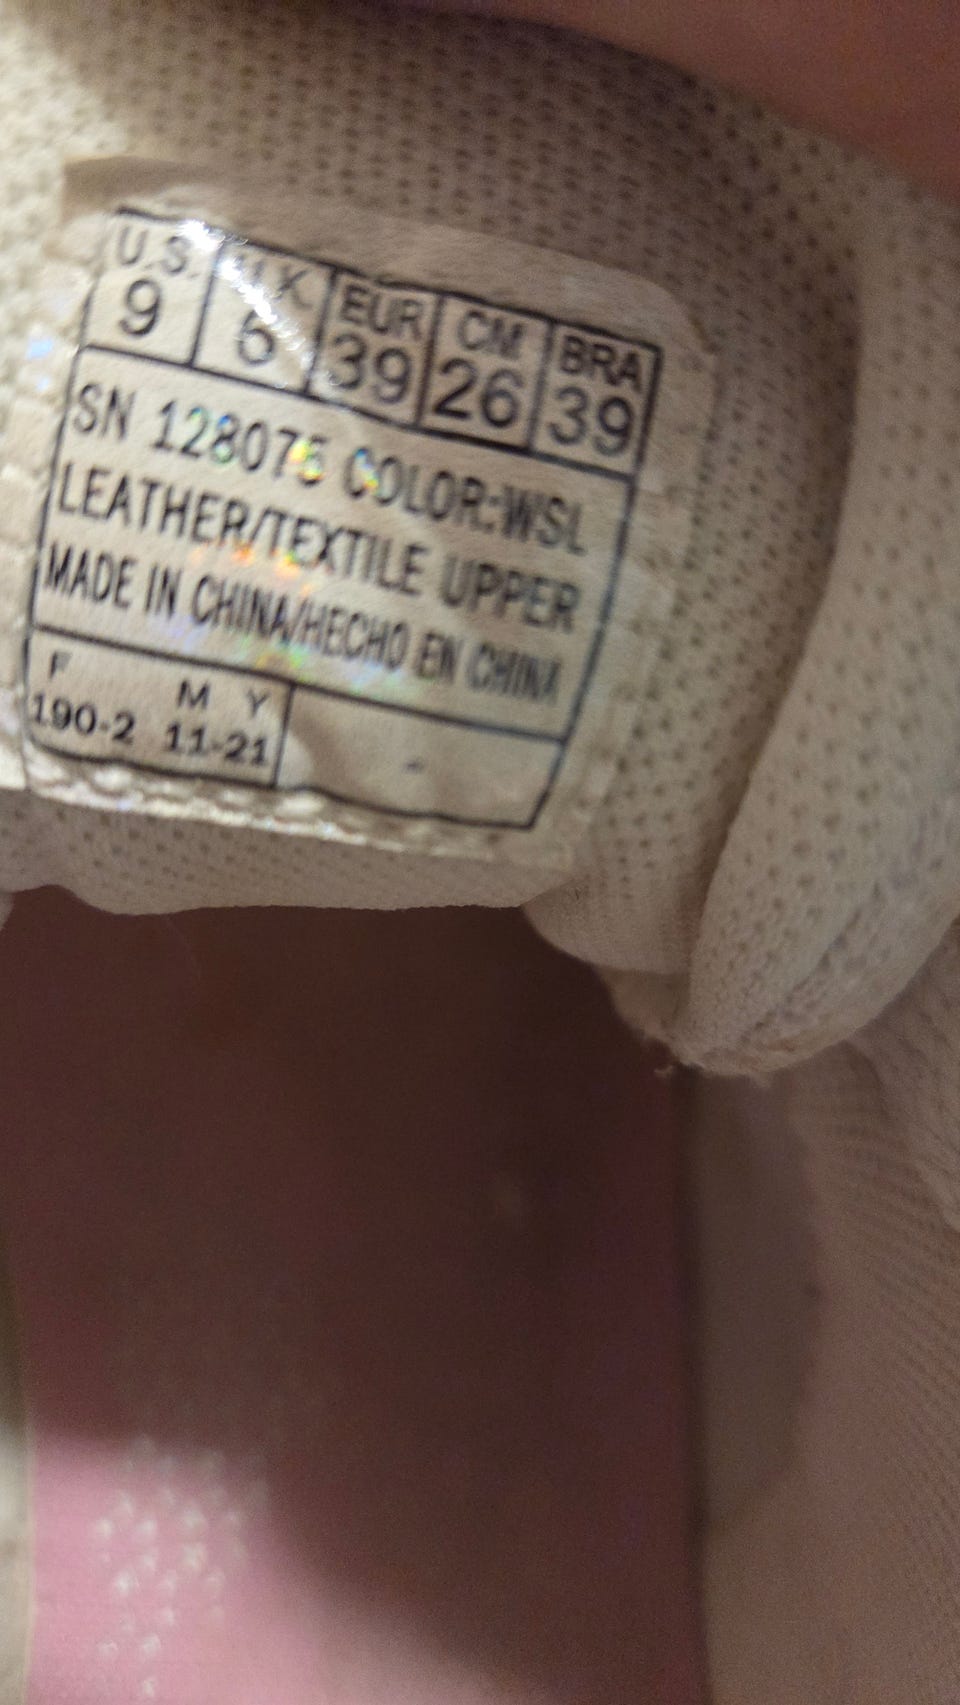 U.S. U.K EUR CM BRA
9 6 39 26 39
SN 128075 COLOR:WSL
LEATHER/TEXTILE UPPER
MADE IN CHINA/HECHO EN CHINA
F M Y
190-2 11-21
-